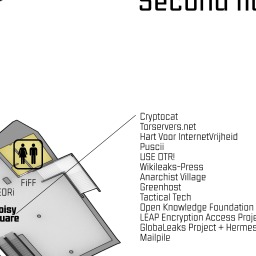 Second
Cryptocat
Torservers.net
Hart Voor InternetVrijheid
Puscii
USE OTR!
Wikileaks-Press
Anarchist Village
Greenhost
Tactical Tech
Open Knowledge Foundation
LEAP Encryption Access Proje
GlobaLeaks Project + Hermes
Mailpile
FiFF
EDRi
oisy
uare